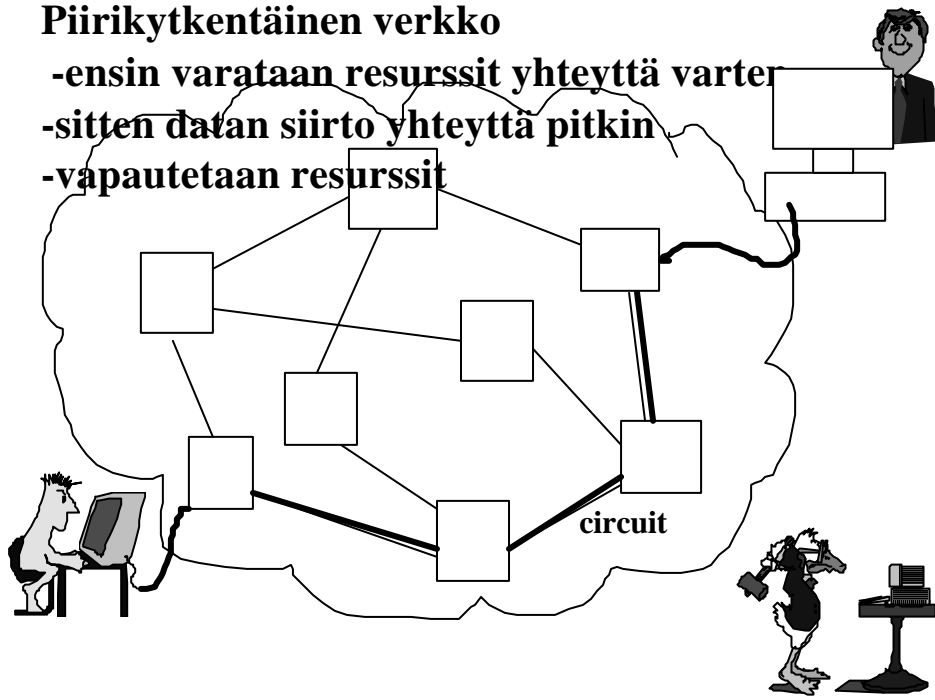 Piirikytkentäinen verkko
-ensin varataan resurssit yhteyttä varten
-sitten datan siirto yhteyttä pitkin
-vapautetaan resurssit
circuit